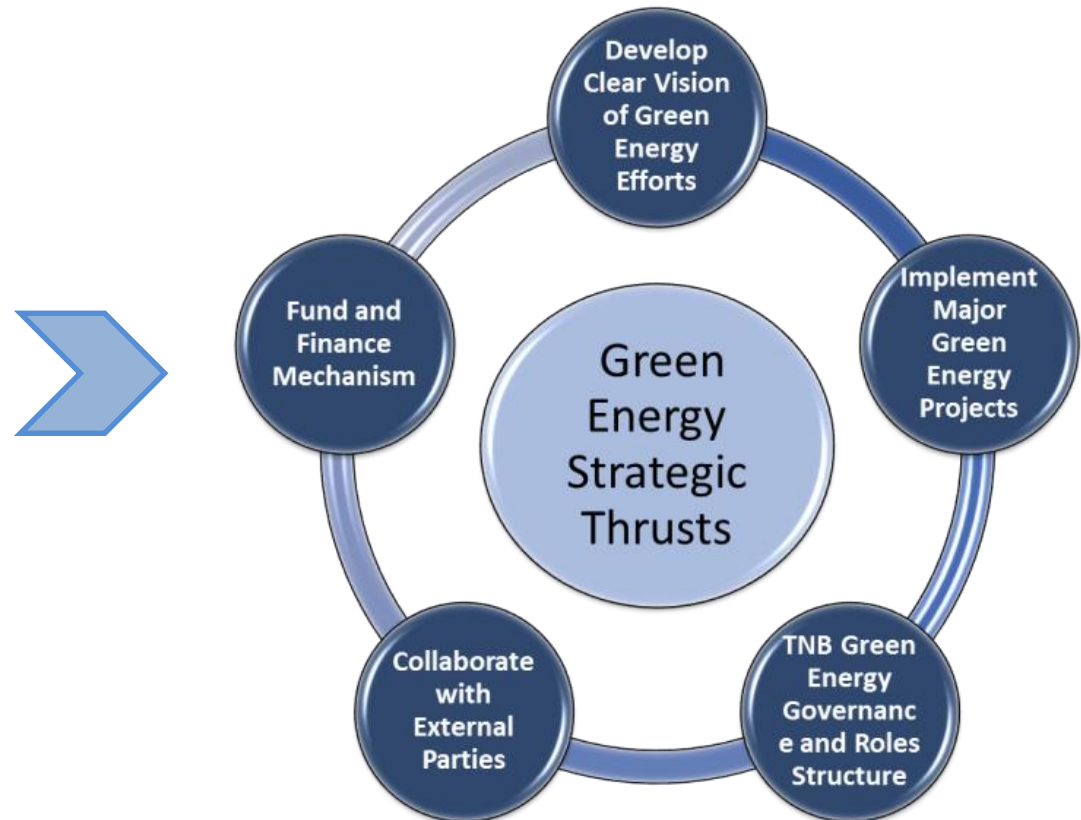 Develop
Clear Vision
of Green
Energy
Efforts
Implement
Major
Green
Energy
Projects
TNB Green
Energy
Governanc
e and Roles
Structure
Collaborate
with
External
Parties
Fund and
Finance
Mechanism
Green
Energy
Strategic
Thrusts